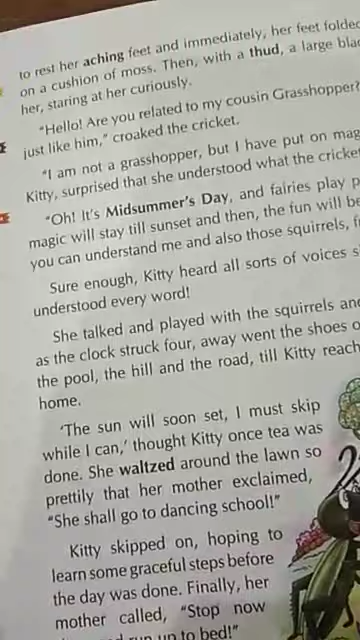 to rest her aching feet and immediately, her feet folded
on a cushion of moss. Then, with a thud, a large
her, staring at her curiously.
"Hello! Are you related to my cousin Grasshopper?
just like him," croaked the cricket.
"I am not a grasshopper, but I have put on
Kitty, surprised that she understood what the cricket
"Oh! It's Midsummer's Day, and fairies play
magic will stay till sunset and then, the fun will be
you can understand me and also those squirrels,
Sure enough, Kitty heard all sorts of voices
understood every word!
She talked and played with the squirrels and
as the clock struck four, away went the shoes
the pool, the hill and the road, till Kitty
home.
'The sun will soon set, I must skip
while I can,' thought Kitty once tea was
done. She waltzed around the lawn so
prettily that her mother exclaimed,
"She shall go to dancing school!"
Kitty skipped on, hoping to
learn some graceful steps before
the day was done. Finally, her
mother called, "Stop now
and run up to bed!"